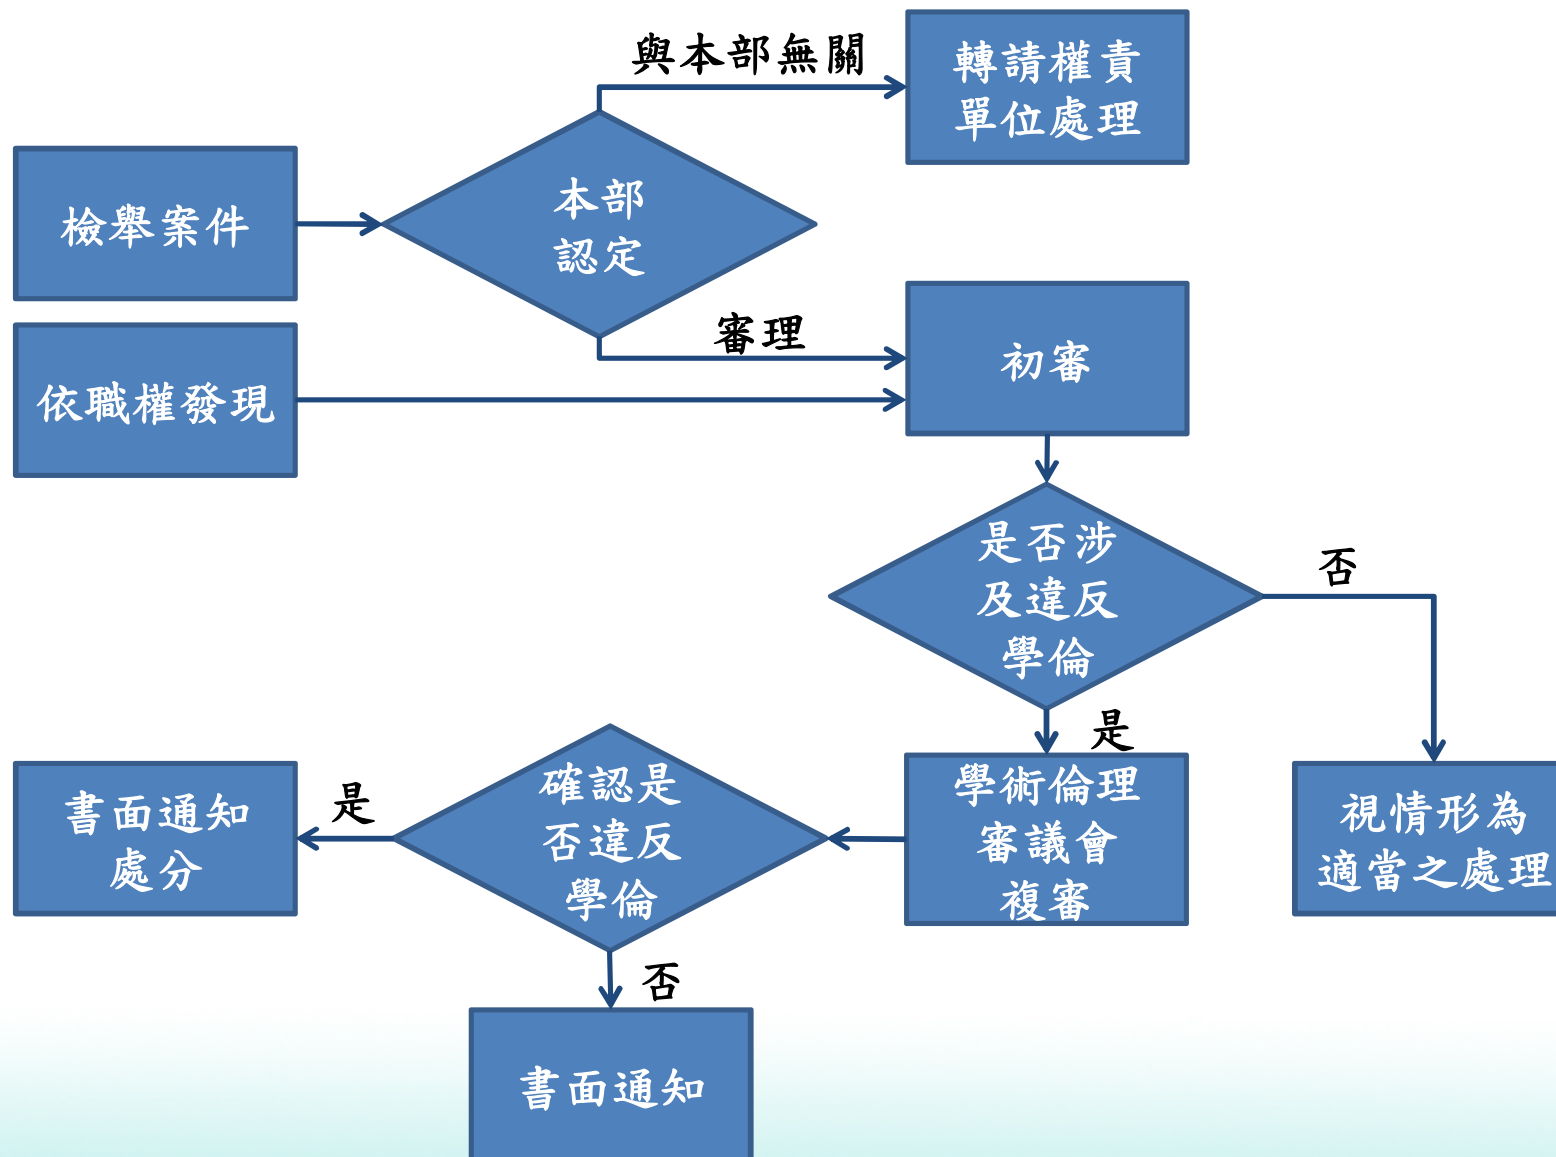 與本部無關
轉請權責
單位處理
檢舉案件
本部
認定
審理
初審
依職權發現
是否涉
及違反
學倫
否
是
學術倫理
審議會
複審
視情形為
適當之處理
確認是
否違反
學倫
是
書面通知
處分
否
書面通知